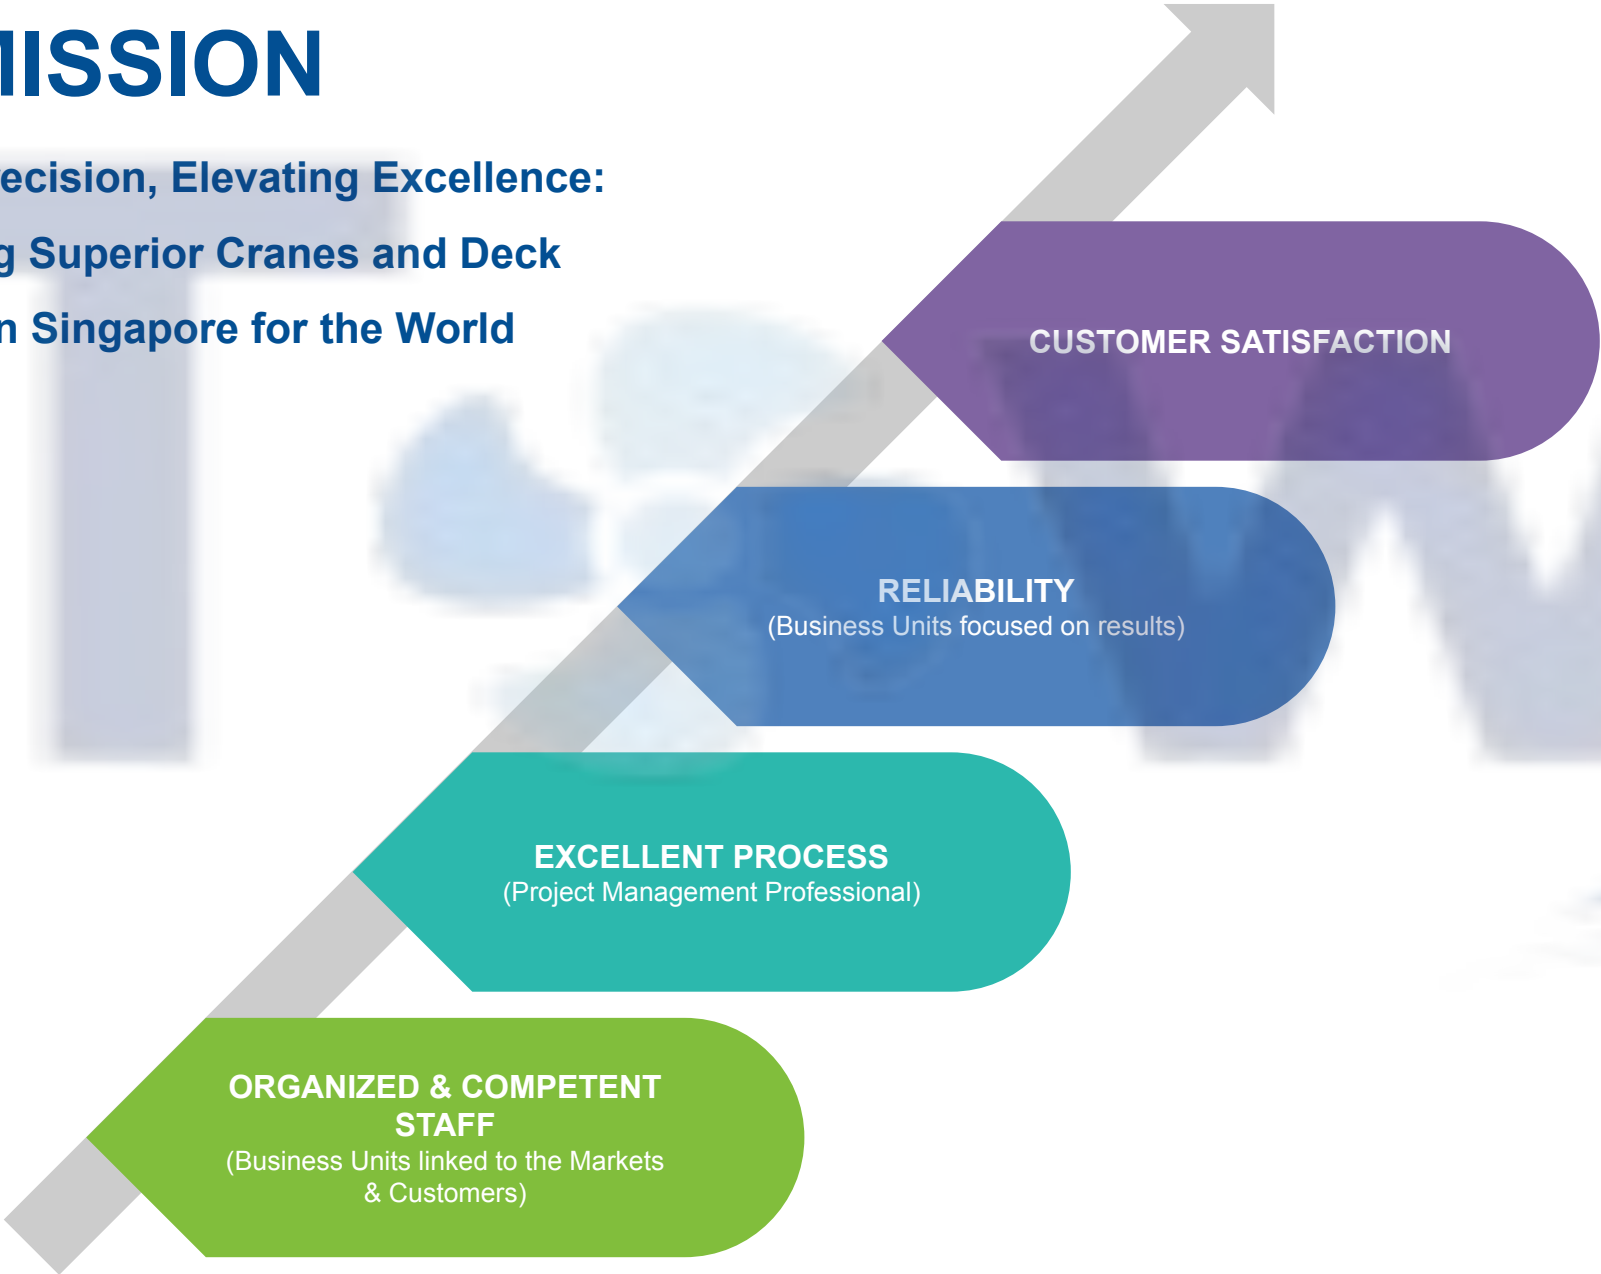 MISSION
ecision, Elevating Excellence:
g Superior Cranes and Deck
n Singapore for the World
CUSTOMER SATISFACTION
RELIABILITY
(Business Units focused on results)
EXCELLENT PROCESS
(Project Management Professional)
ORGANIZED & COMPETENT
STAFF
(Business Units linked to the Markets
& Customers)